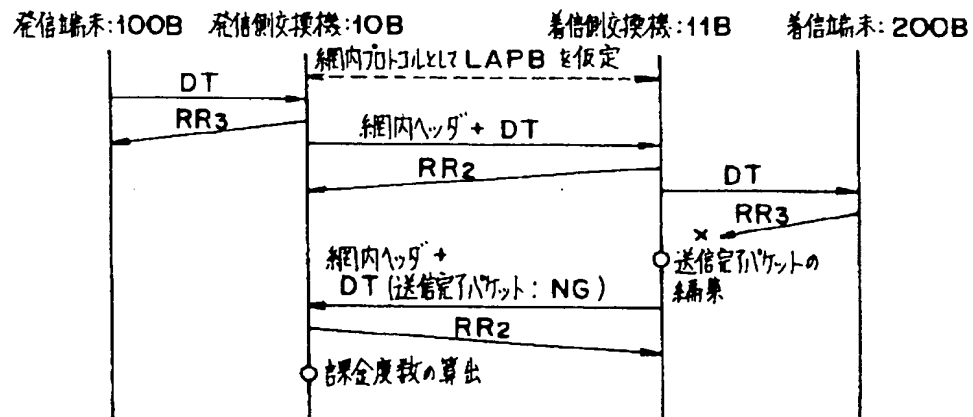 発信端末:100B 発信側交換機:10B 着信側交換機:11B 着信端末:200B
網内プロトコルとして LAPB を仮定
DT
RR3
網内ヘッダ + DT
RR2
DT
RR3
×
送信完了パケットの
編集
網内ヘッダ +
DT (送信完了パケット: NG)
RR2
課金度数の算出